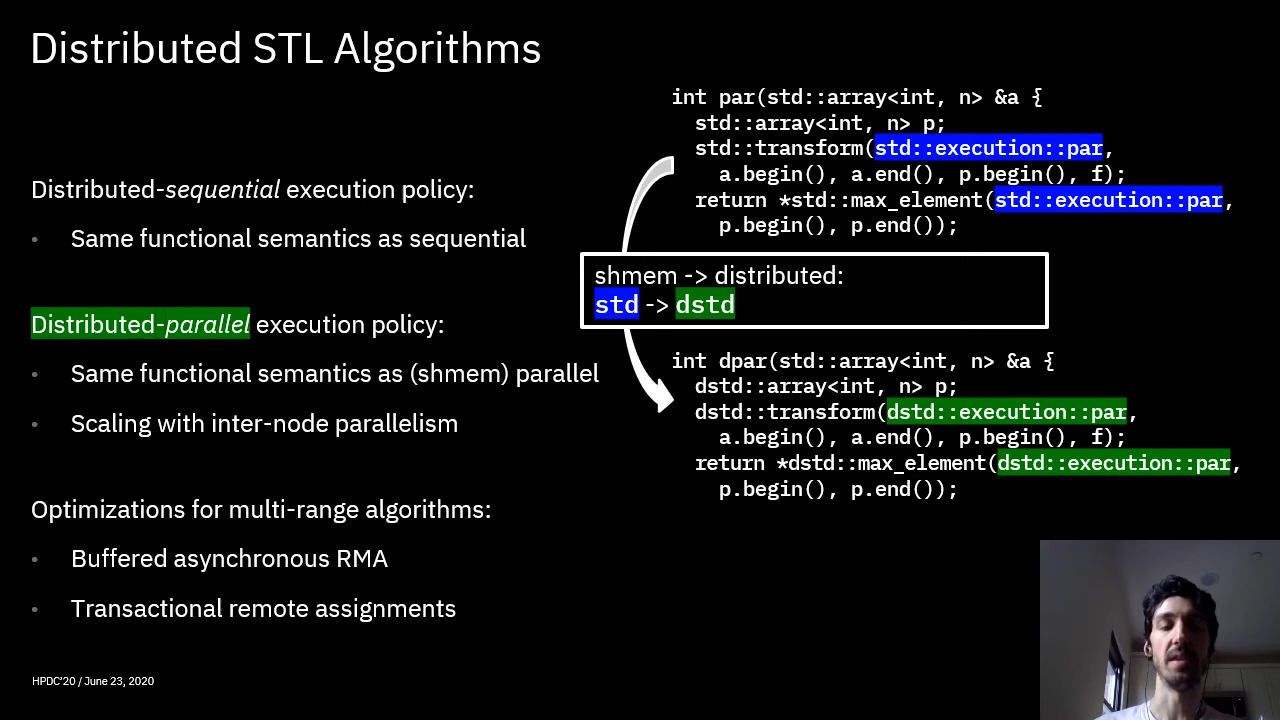 Distributed STL Algorithms
Distributed-sequential execution policy:
• Same functional semantics as sequential
Distributed-parallel execution policy:
• Same functional semantics as (shmem) parallel
• Scaling with inter-node parallelism
Optimizations for multi-range algorithms:
• Buffered asynchronous RMA
• Transactional remote assignments
int par(std::array<int, n> &a {
std::array<int, n> p;
std::transform(std::execution::par,
a.begin(), a.end(), p.begin(), f);
return *std::max_element(std::execution::par,
p.begin(), p.end());
shmem -> distributed:
std -> dstd
int dpar(std::array<int, n> &a {
dstd::array<int, n> p;
dstd::transform(dstd::execution::par,
a.begin(), a.end(), p.begin(), f);
return *dstd::max_element(dstd::execution::par,
p.begin(), p.end());
HPDC'20 / June 23, 2020